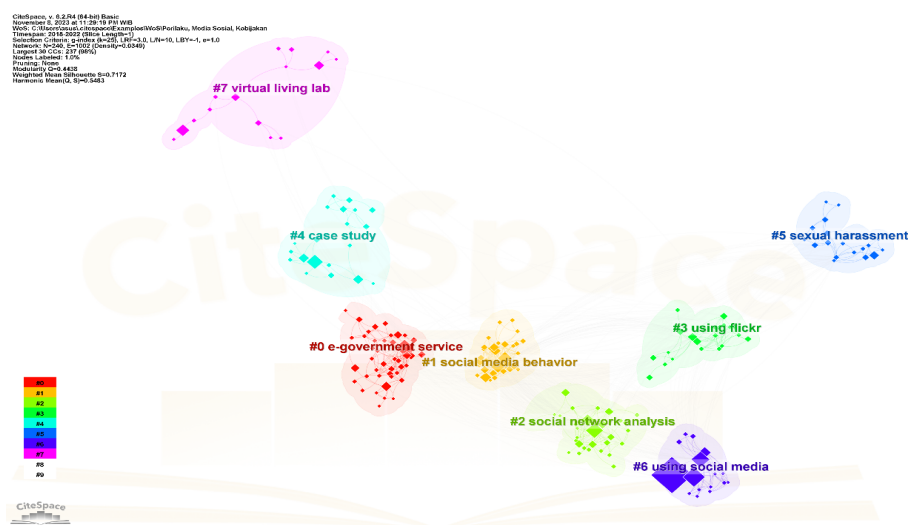 CiteSpace, v. 6.2.R4 (64-bit) Basic
November 8, 2023 at 11:29:19 PM WIB
WoS: C:\Users\asus\.citespace\Examples\WoS\Perilaku, Media Sosial, Kobijakan
Timespan: 2018-2022 (Slice Length=1)
Selection Criteria: g-index (k=25), LRF=3.0, L/N=10, LBY=-1, e=1.0
Network: N=240, E=1002 (Density=0.0349)
Largest 30 CCs: 237 (98%)
Nodes Labeled: 1.0%
Pruning: None
Modularity Q=0.4438
Weighted Mean Silhouette S=0.7172
Harmonic Mean(Q, S)=0.5483
#7 virtual living lab
#4 case study
#5 sexual harassment
#3 using flickr
#0 e-government service
#1 social media behavior
#2 social network analysis
#6 using social media
#0
#1
#2
#3
#4
#5
#6
#7
#8
#9
CiteSpace
CiteSpace